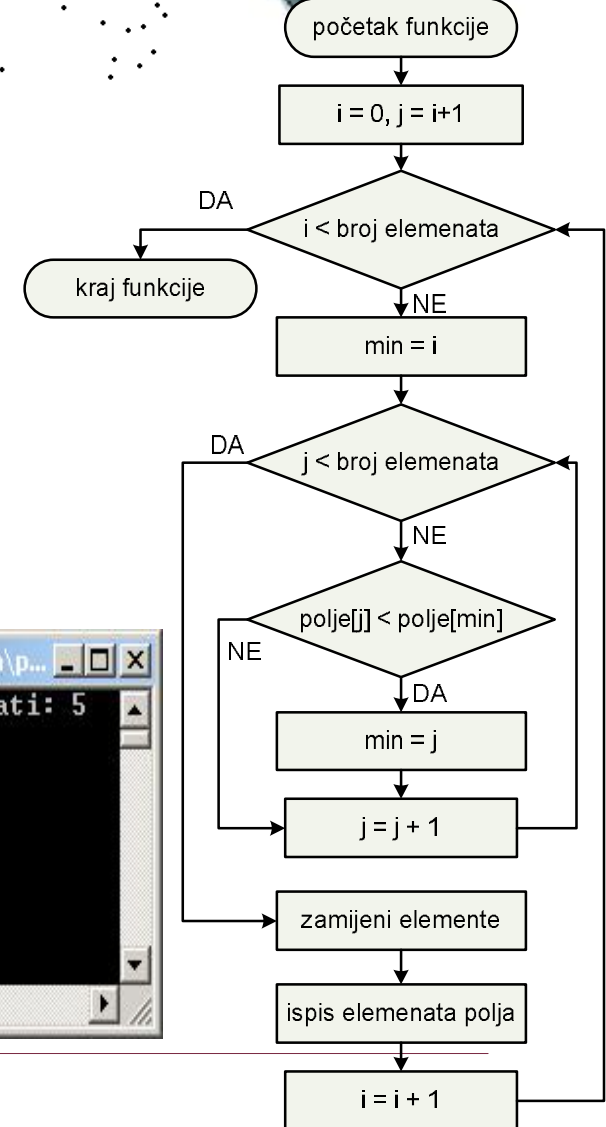 početak funkcije
i = 0, j = i+1
DA
i < broj elemenata
kraj funkcije
NE
min = i
DA
j < broj elemenata
NE
polje[j] < polje[min]
NE
DA
min = j
j = j + 1
zamijeni elemente
ispis elemenata polja
i = i + 1
\p...
ati: 5